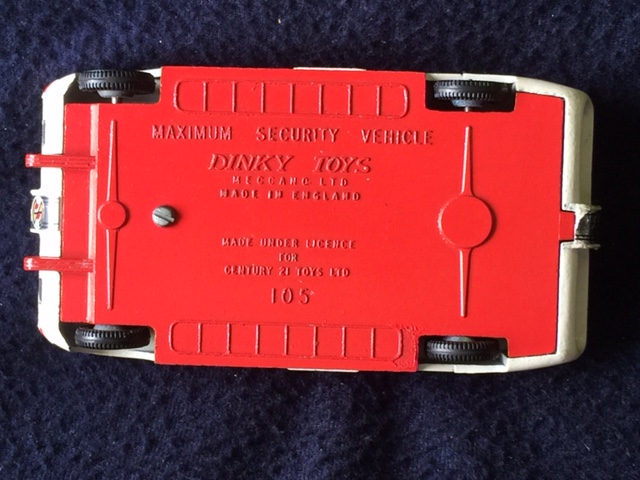 MAXIMUM SECURITY VEHICLE
DINKY TOYS
MECCANO LTD
MADE IN ENGLAND
MADE UNDER LICENCE
FOR
CENTURY 21 TOYS LTD
105